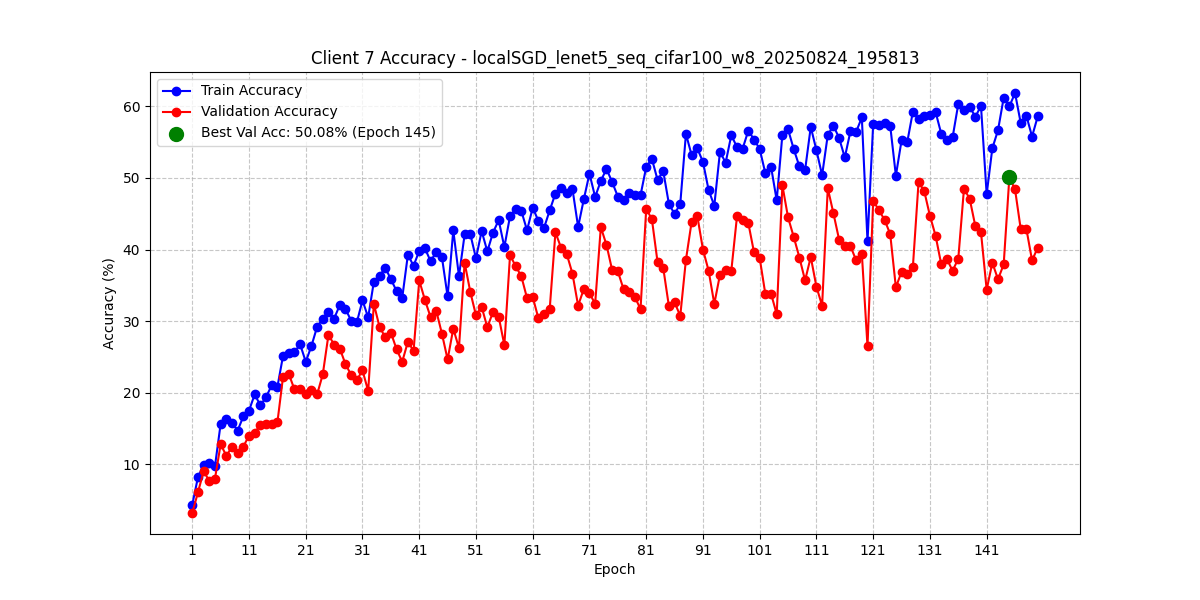 Client 7 Accuracy - localSGD_lenet5_seq_cifar100_w8_20250824_195813
Train Accuracy
Validation Accuracy
Best Val Acc: 50.08% (Epoch 145)
Accuracy (%)
60
50
40
30
20
10
1 11 21 31 41 51 61 71 81 91 101 111 121 131 141
Epoch